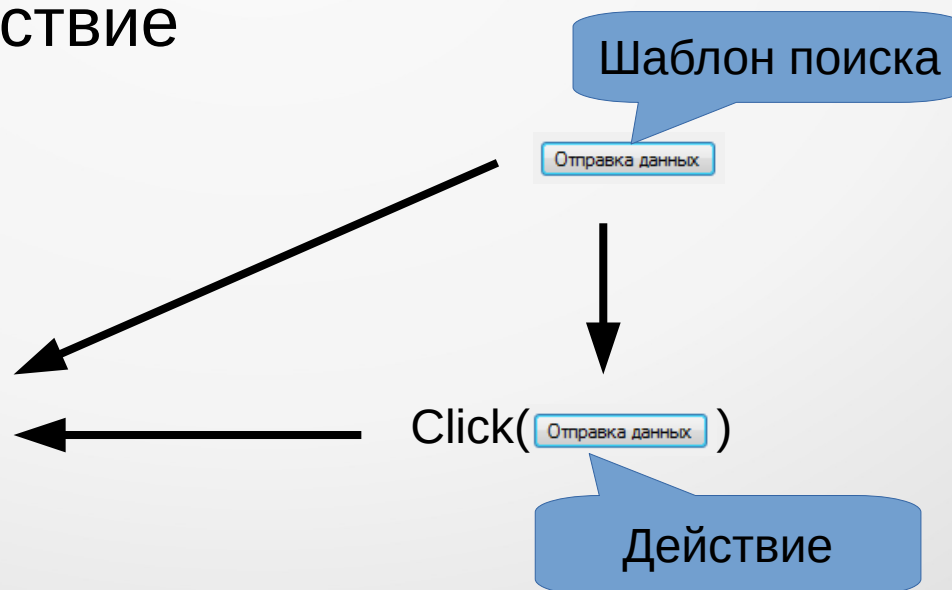 ствие
Шаблон поиска
Отправка данных
Click( Отправка данных )
Действие